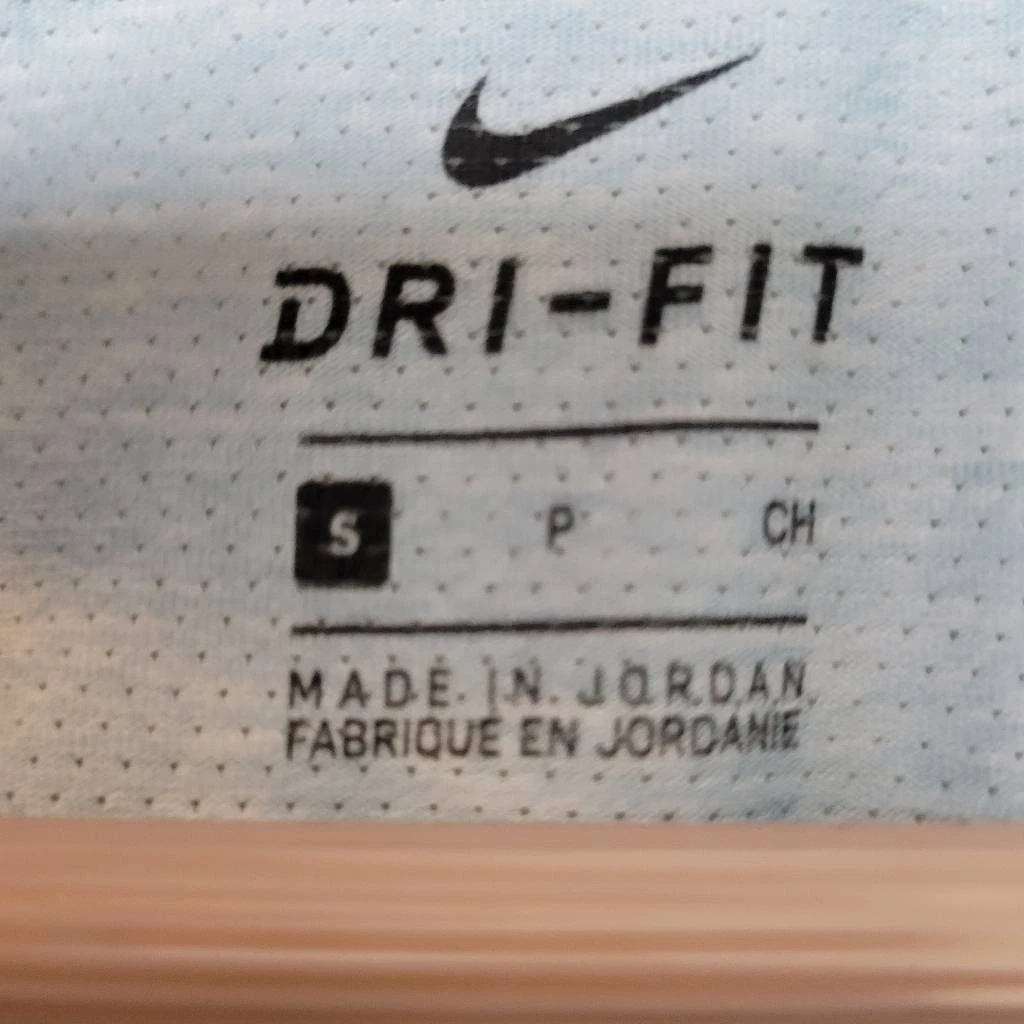 DRI-FIT
S P CH
MADE IN JORDAN
FABRIQUE EN JORDANIE